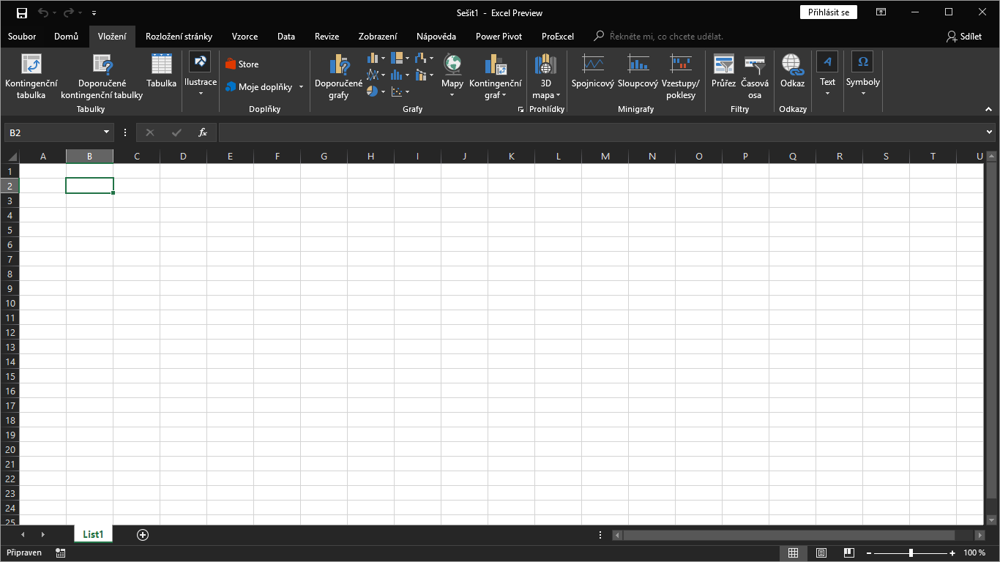 Sešit1 - Excel Preview
Přihlásit se
Soubor Domů Vložení Rozložení stránky Vzorce Data Revize Zobrazení Nápověda Power Pivot ProExcel Řekněte mi, co chcete udělat. Sdílet
Kontingenční tabulka
Doporučené kontingenční tabulky
Tabulka
Tabulky
Ilustrace
Store
Moje doplňky
Doplňky
Doporučené grafy
Mapy
Kontingenční graf
Grafy
3D mapa
Prohlídky
Spojnicový
Sloupcový
Vzestupy/ poklesy
Minigrafy
Průřez
Časová osa
Filtry
Odkaz
Odkazy
A
Text
Ω
Symboly
B2
fx
A B C D E F G H I J K L M N O P Q R S T U
1
2
3
4
5
6
7
8
9
10
11
12
13
14
15
16
17
18
19
20
21
22
23
24
25
List1
Připraven
100 %